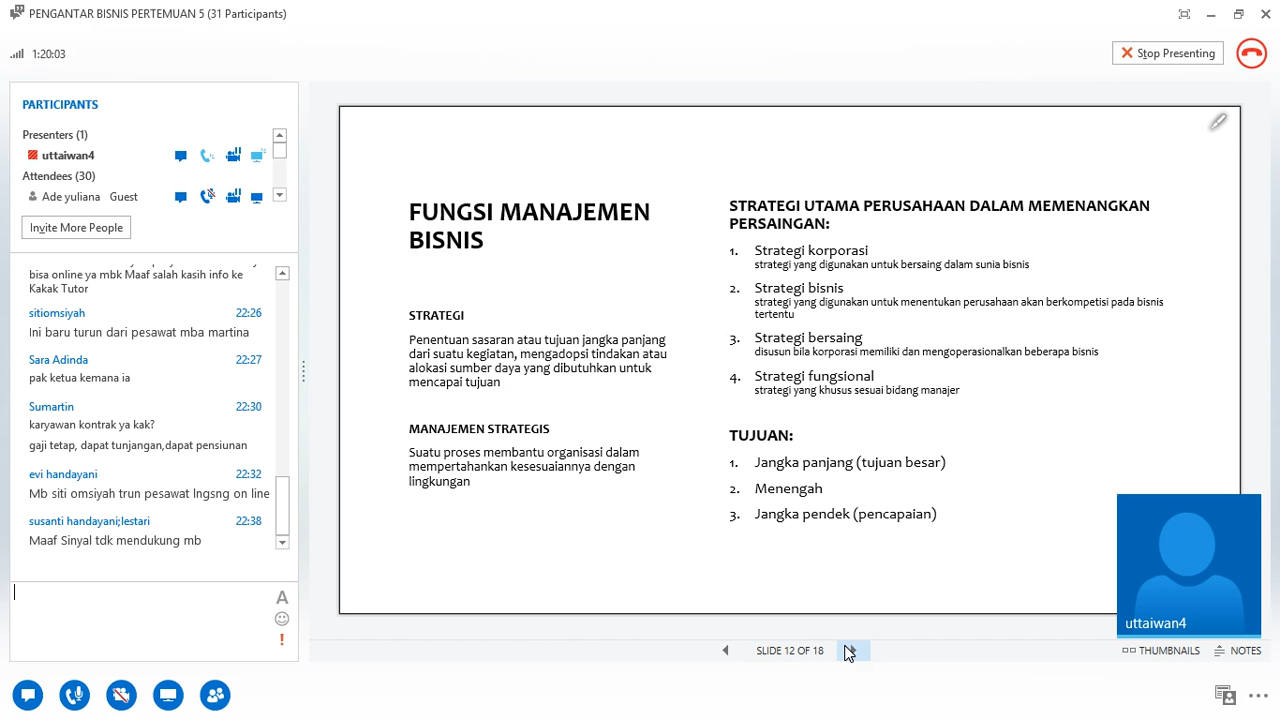 PENGANTAR BISNIS PERTEMUAN 5 (31 Participants)
1:20:03
Stop Presenting
PARTICIPANTS
Presenters (1)
uttaiwan4
Attendees (30)
Ade yuliana Guest
Invite More People
bisa online ya mbk Maaf salah kasih info ke
Kakak Tutor
sitiomsiyah 22:26
Ini baru turun dari pesawat mba martina
Sara Adinda 22:27
pak ketua kemana ia
Sumartin 22:30
karyawan kontrak ya kak?
gaji tetap, dapat tunjangan,dapat pensiunan
evi handayani 22:32
Mb siti omsiyah trun pesawat lngsng on line
susanti handayani;lestari 22:38
Maaf Sinyal tdk mendukung mb
A
!
FUNGSI MANAJEMEN
BISNIS
STRATEGI
Penentuan sasaran atau tujuan jangka panjang
dari suatu kegiatan, mengadopsi tindakan atau
alokasi sumber daya yang dibutuhkan untuk
mencapai tujuan
MANAJEMEN STRATEGIS
Suatu proses membantu organisasi dalam
mempertahankan kesesuaiannya dengan
lingkungan
STRATEGI UTAMA PERUSAHAAN DALAM MEMENANGKAN
PERSAINGAN:
1. Strategi korporasi
strategi yang digunakan untuk bersaing dalam sunia bisnis
2. Strategi bisnis
strategi yang digunakan untuk menentukan perusahaan akan berkompetisi pada bisnis
tertentu
3. Strategi bersaing
disusun bila korporasi memiliki dan mengoperasionalkan beberapa bisnis
4. Strategi fungsional
strategi yang khusus sesuai bidang manajer
TUJUAN:
1. Jangka panjang (tujuan besar)
2. Menengah
3. Jangka pendek (pencapaian)
uttaiwan4
SLIDE 12 OF 18
THUMBNAILS
NOTES